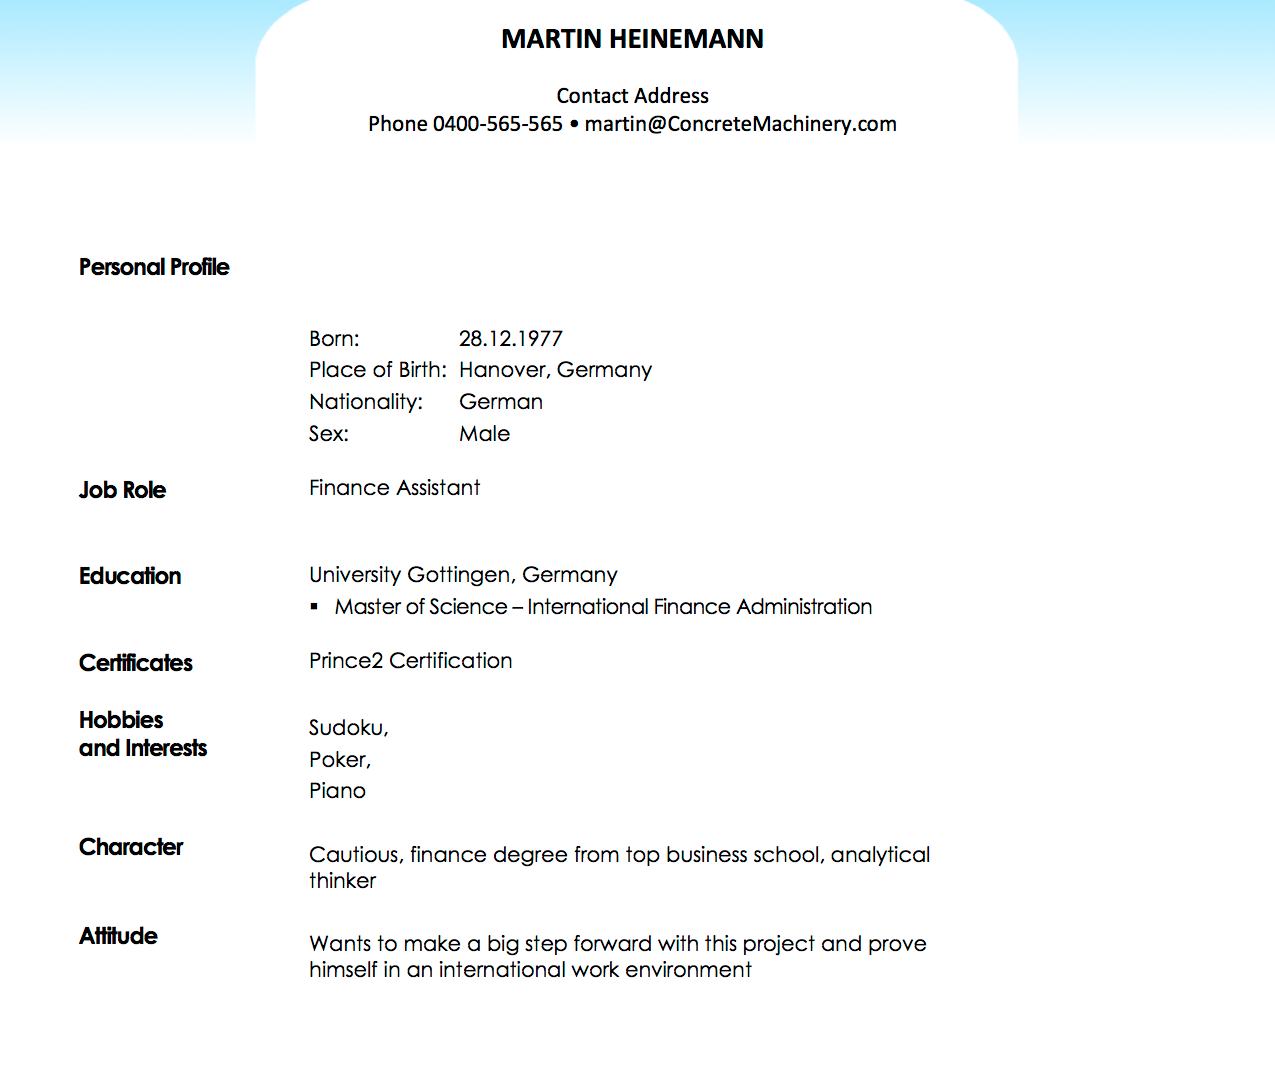 MARTIN HEINEMANN
Contact Address
Phone 0400-565-565 • martin@ConcreteMachinery.com
Personal Profile
Born: 28.12.1977
Place of Birth: Hanover, Germany
Nationality: German
Sex: Male
Job Role Finance Assistant
Education University Gottingen, Germany
▪ Master of Science – International Finance Administration
Certificates Prince2 Certification
Hobbies
and Interests
Sudoku,
Poker,
Piano
Character
Cautious, finance degree from top business school, analytical
thinker
Attitude
Wants to make a big step forward with this project and prove
himself in an international work environment